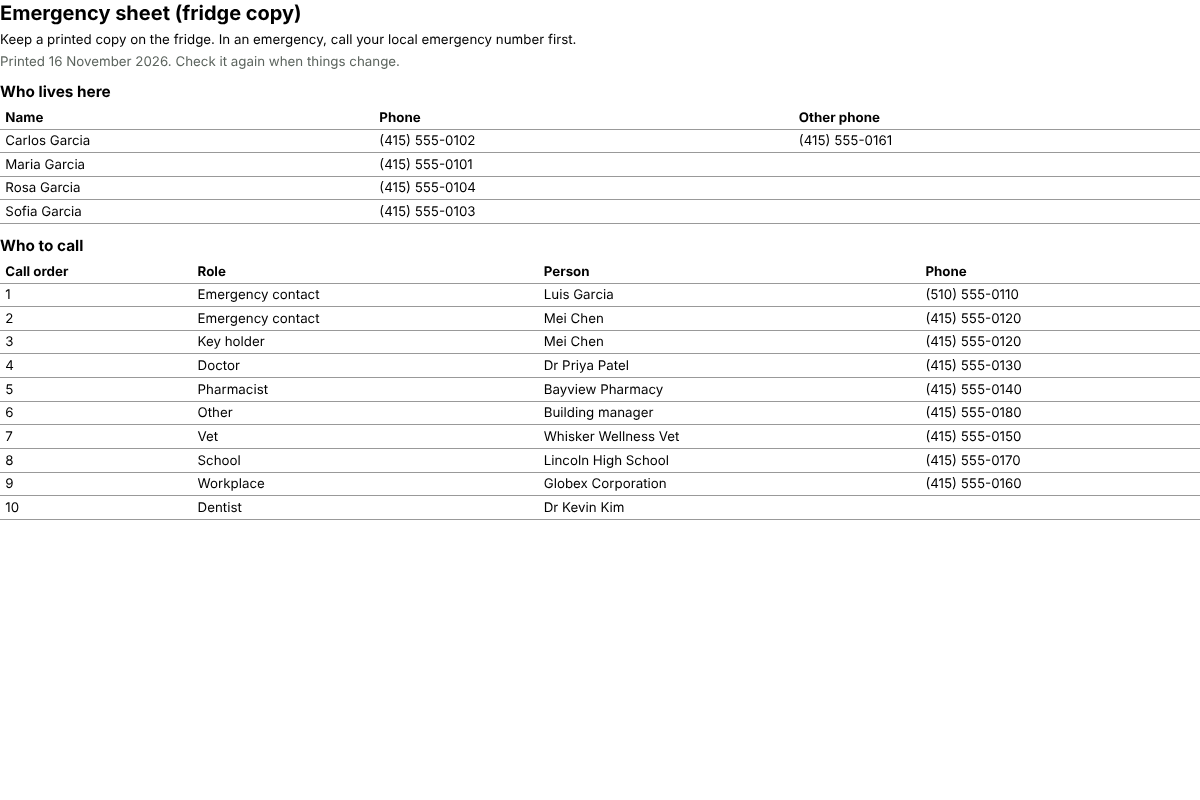 Emergency sheet (fridge copy)
Keep a printed copy on the fridge. In an emergency, call your local emergency number first.
Printed 16 November 2026. Check it again when things change.
Who lives here
Name Phone Other phone
Carlos Garcia (415) 555-0102 (415) 555-0161
Maria Garcia (415) 555-0101
Rosa Garcia (415) 555-0104
Sofia Garcia (415) 555-0103
Who to call
Call order Role Person Phone
1 Emergency contact Luis Garcia (510) 555-0110
2 Emergency contact Mei Chen (415) 555-0120
3 Key holder Mei Chen (415) 555-0120
4 Doctor Dr Priya Patel (415) 555-0130
5 Pharmacist Bayview Pharmacy (415) 555-0140
6 Other Building manager (415) 555-0180
7 Vet Whisker Wellness Vet (415) 555-0150
8 School Lincoln High School (415) 555-0170
9 Workplace Globex Corporation (415) 555-0160
10 Dentist Dr Kevin Kim